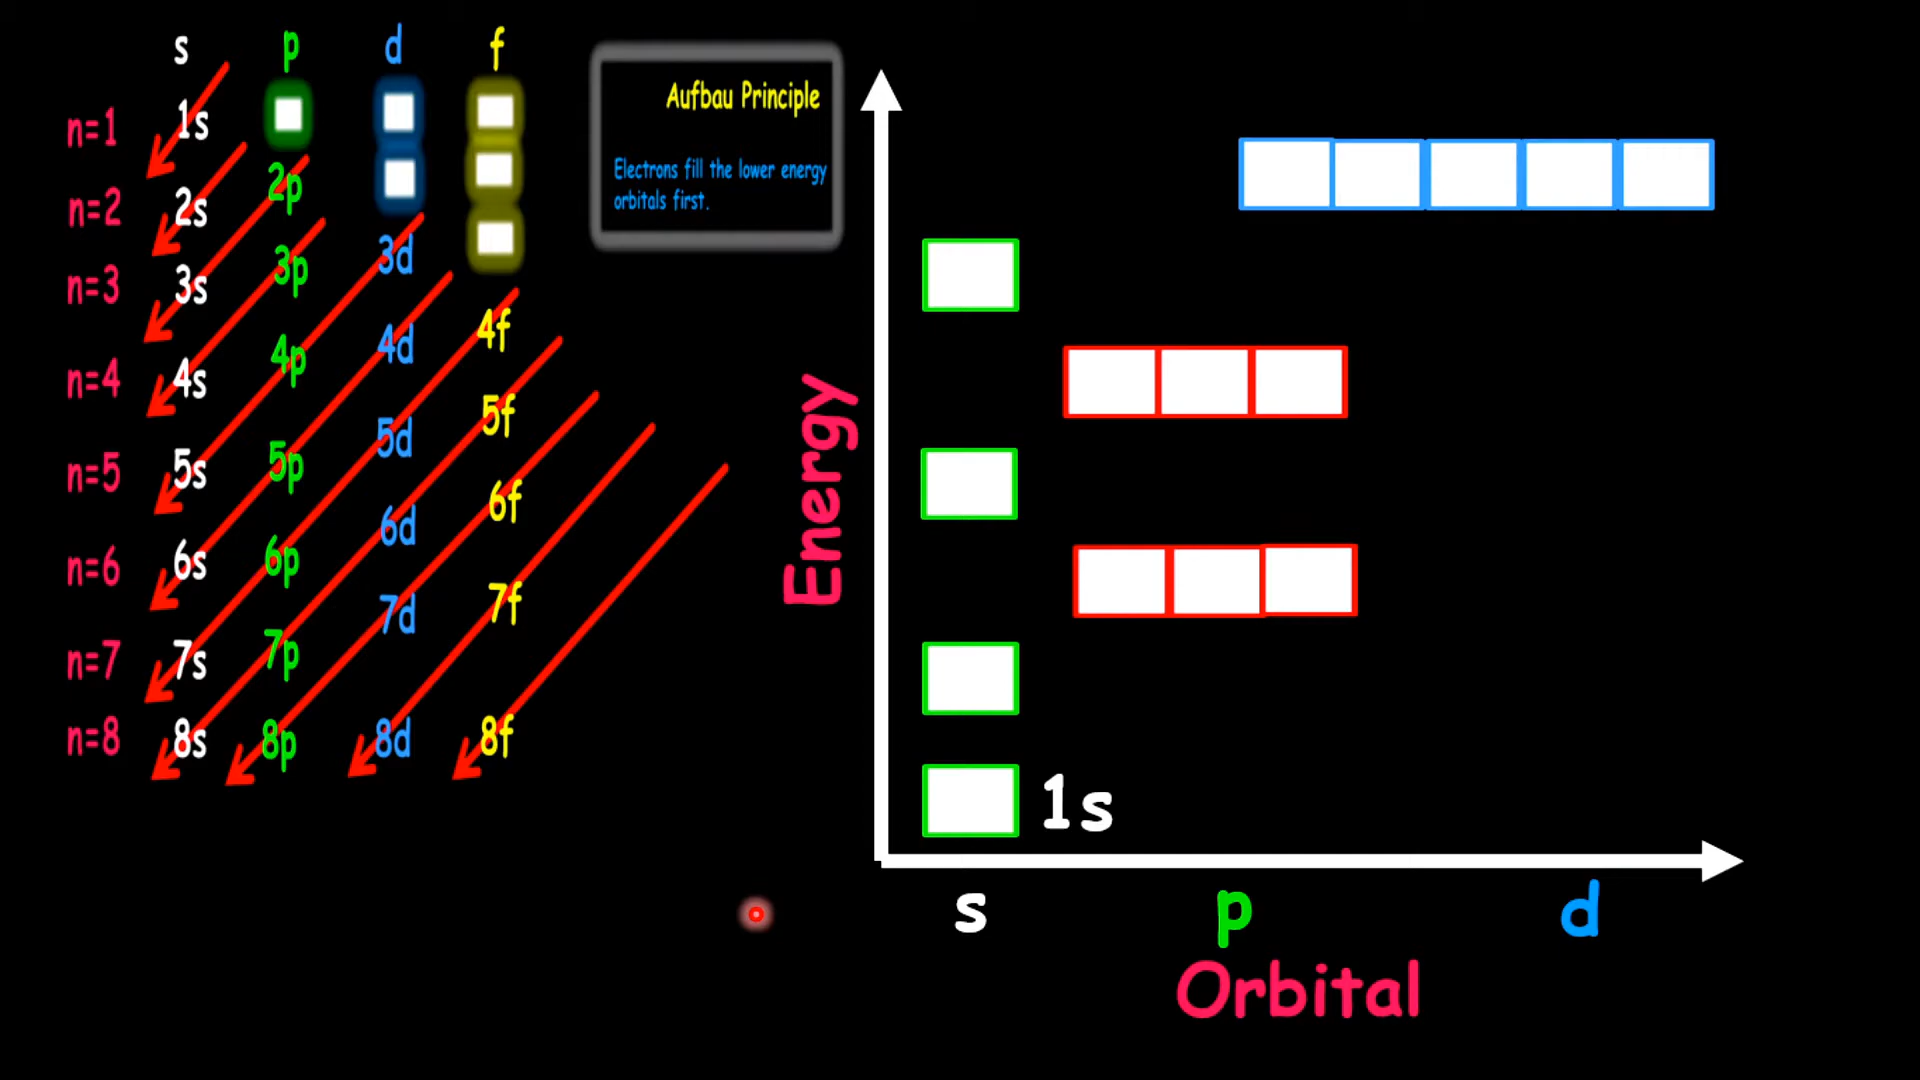 s p d f
n=1 1s
n=2 2s 2p
n=3 3s 3p 3d
n=4 4s 4p 4d 4f
n=5 5s 5p 5d 5f
n=6 6s 6p 6d 6f
n=7 7s 7p 7d 7f
n=8 8s 8p 8d 8f
Aufbau Principle
Electrons fill the lower energy
orbitals first.
Energy
1s
s p d
Orbital